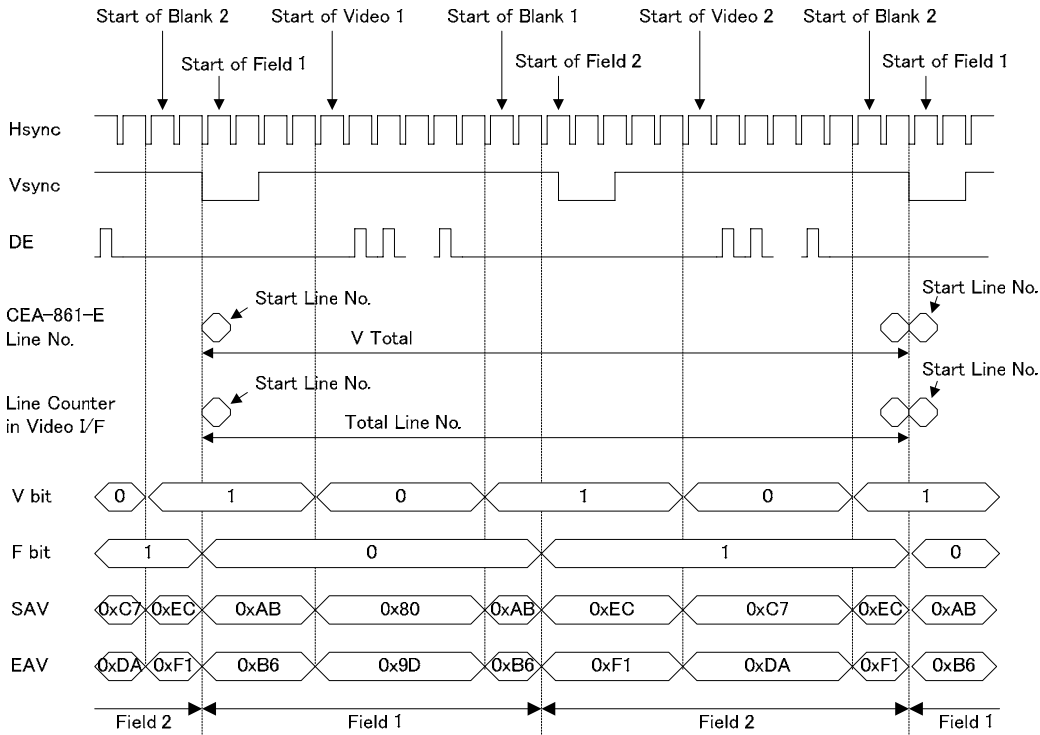 Start of Blank 2 Start of Video 1 Start of Blank 1 Start of Video 2 Start of Blank 2
Start of Field 1 Start of Field 2 Start of Field 1
Hsync
Vsync
DE
CEA-861-E
Line No.
Start Line No. Start Line No.
V Total
Line Counter
in Video I/F
Start Line No. Start Line No.
Total Line No.
V bit 0 1 0 1 0 1
F bit 1 0 1 0
SAV 0xC7 0xEC 0xAB 0x80 0xAB 0xEC 0xC7 0xEC 0xAB
EAV 0xDA 0xF1 0xB6 0x9D 0xB6 0xF1 0xDA 0xF1 0xB6
Field 2 Field 1 Field 2 Field 1